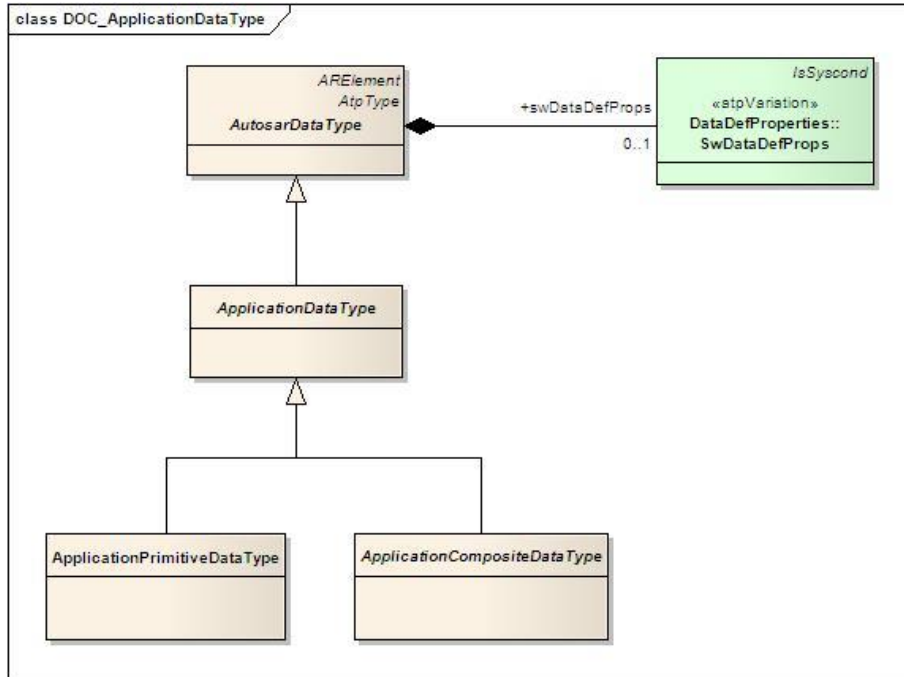 class DOC_ApplicationDataType
ARElement
AtpType
AutosarDataType
+swDataDefProps
0..1
IsSyscond
«atpVariation»
DataDefProperties::
SwDataDefProps
ApplicationDataType
ApplicationPrimitiveDataType
ApplicationCompositeDataType